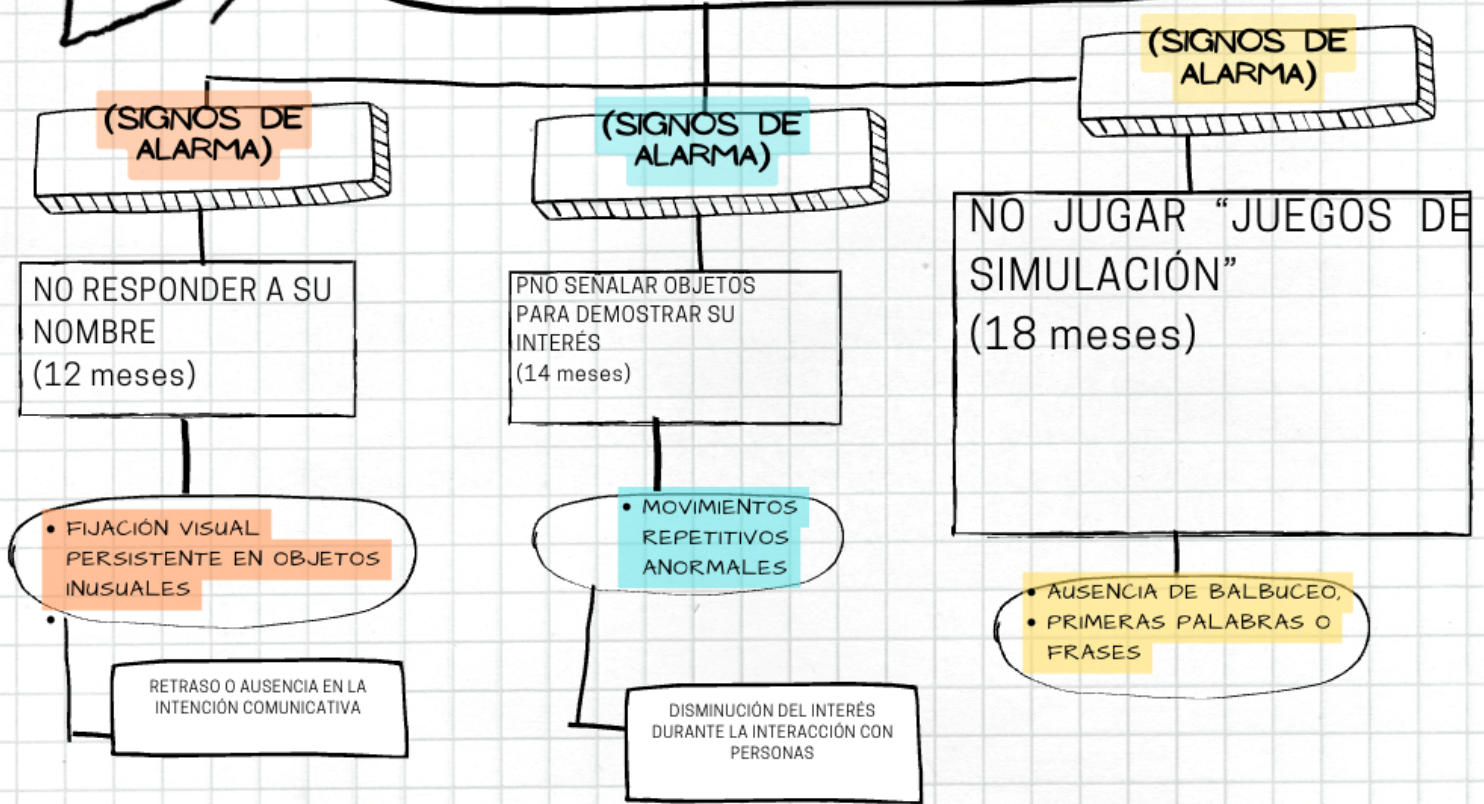 (SIGNOS DE
ALARMA)
NO RESPONDER A SU
NOMBRE
(12 meses)
• FIJACIÓN VISUAL
PERSISTENTE EN OBJETOS
INUSUALES
•
RETRASO O AUSENCIA EN LA
INTENCIÓN COMUNICATIVA
(SIGNOS DE
ALARMA)
PNO SEÑALAR OBJETOS
PARA DEMOSTRAR SU
INTERÉS
(14 meses)
• MOVIMIENTOS
REPETITIVOS
ANORMALES
DISMINUCIÓN DEL INTERÉS
DURANTE LA INTERACCIÓN CON
PERSONAS
(SIGNOS DE
ALARMA)
NO JUGAR “JUEGOS DE
SIMULACIÓN”
(18 meses)
• AUSENCIA DE BALBUCEO,
• PRIMERAS PALABRAS O
FRASES